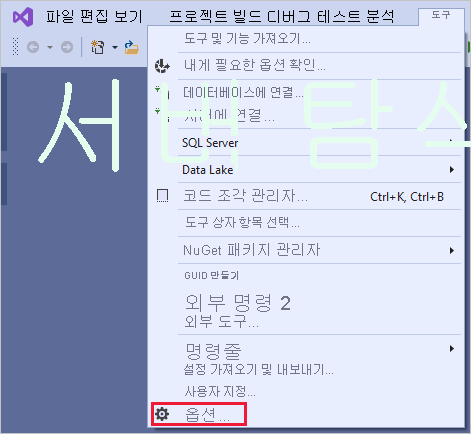 파일 편집 보기 프로젝트 빌드 디버그 테스트 분석 도구
도구 및 기능 가져오기...
내게 필요한 옵션 확인...
데이터베이스에 연결...
서버에 연결...
서버 탐색
SQL Server
Data Lake
코드 조각 관리자... Ctrl+K, Ctrl+B
도구 상자 항목 선택...
NuGet 패키지 관리자
GUID 만들기
외부 명령 2
외부 도구...
명령줄
설정 가져오기 및 내보내기...
사용자 지정...
옵션...